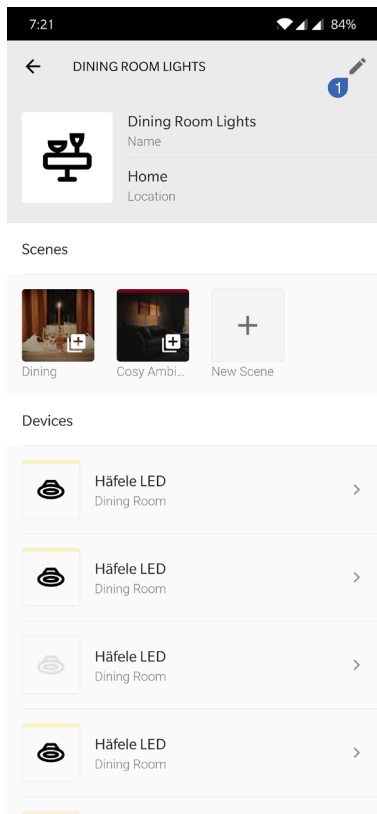 7:21
84%
DINING ROOM LIGHTS
1
Dining Room Lights
Name
Home
Location
Scenes
Dining
Cosy Ambi...
New Scene
Devices
Häfele LED
Dining Room
Häfele LED
Dining Room
Häfele LED
Dining Room
Häfele LED
Dining Room